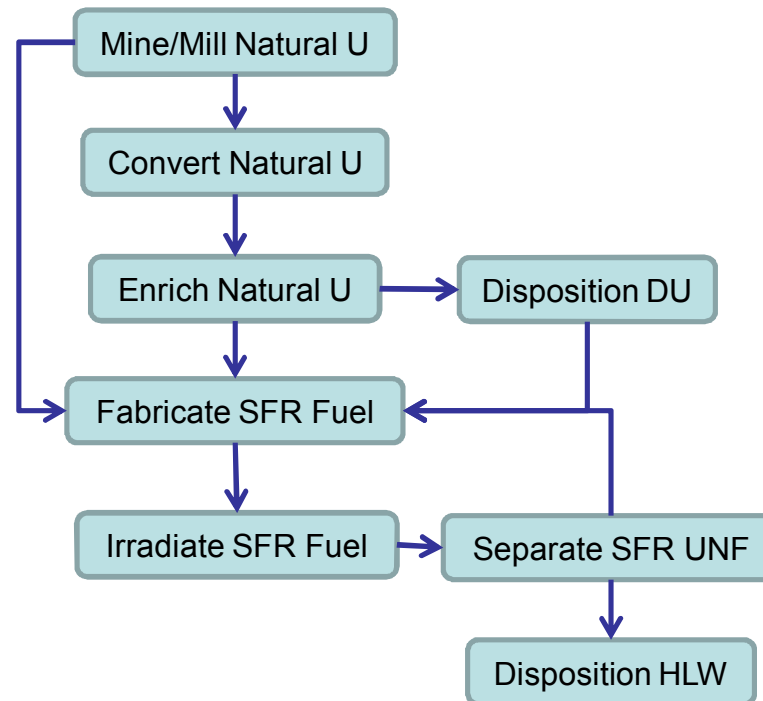 Mine/Mill Natural U
Convert Natural U
Enrich Natural U
Disposition DU
Fabricate SFR Fuel
Irradiate SFR Fuel
Separate SFR UNF
Disposition HLW